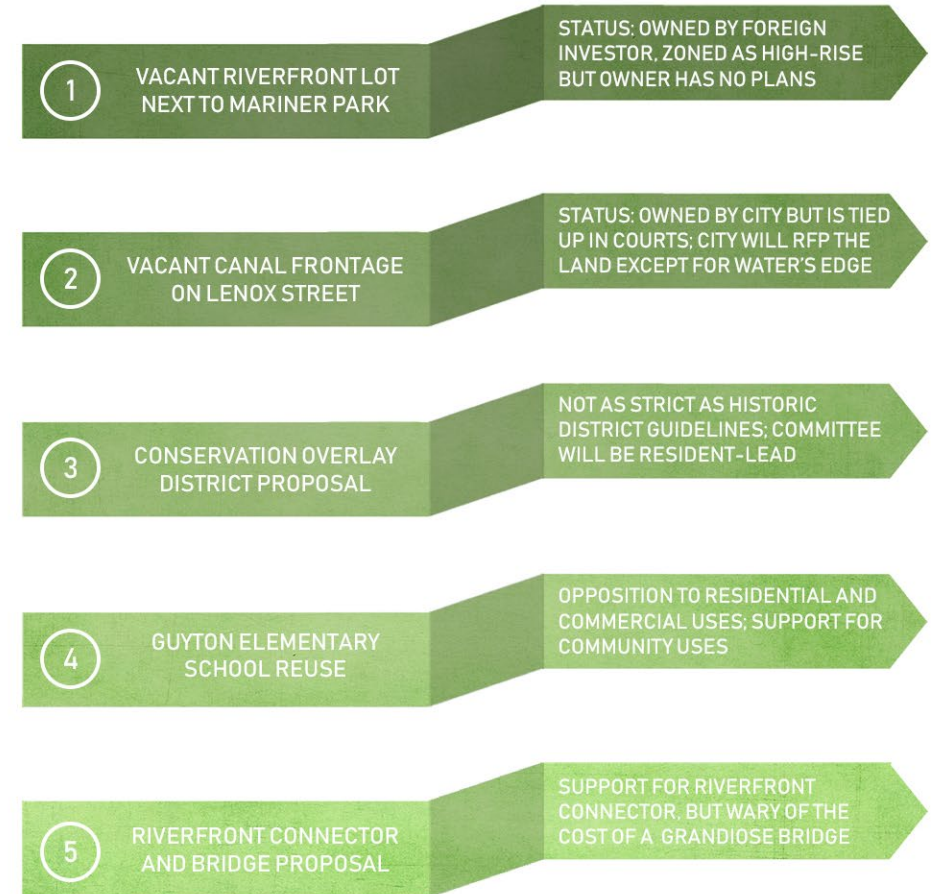 1
VACANT RIVERFRONT LOT
NEXT TO MARINER PARK
STATUS: OWNED BY FOREIGN
INVESTOR, ZONED AS HIGH-RISE
BUT OWNER HAS NO PLANS
2
VACANT CANAL FRONTAGE
ON LENOX STREET
STATUS: OWNED BY CITY BUT IS TIED
UP IN COURTS; CITY WILL RFP THE
LAND EXCEPT FOR WATER'S EDGE
3
CONSERVATION OVERLAY
DISTRICT PROPOSAL
NOT AS STRICT AS HISTORIC
DISTRICT GUIDELINES; COMMITTEE
WILL BE RESIDENT-LEAD
4
GUYTON ELEMENTARY
SCHOOL REUSE
OPPOSITION TO RESIDENTIAL AND
COMMERCIAL USES; SUPPORT FOR
COMMUNITY USES
5
RIVERFRONT CONNECTOR
AND BRIDGE PROPOSAL
SUPPORT FOR RIVERFRONT
CONNECTOR, BUT WARY OF THE
COST OF A GRANDIOSE BRIDGE